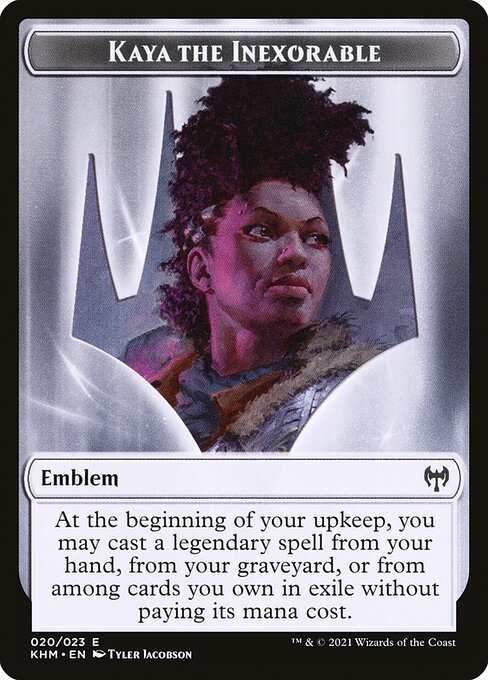 Kaya the Inexorable
Emblem
At the beginning of your upkeep, you
may cast a legendary spell from your
hand, from your graveyard, or from
among cards you own in exile without
paying its mana cost.
020/023 E
KHM • EN Tyler Jacobson
™ & © 2021 Wizards of the Coast